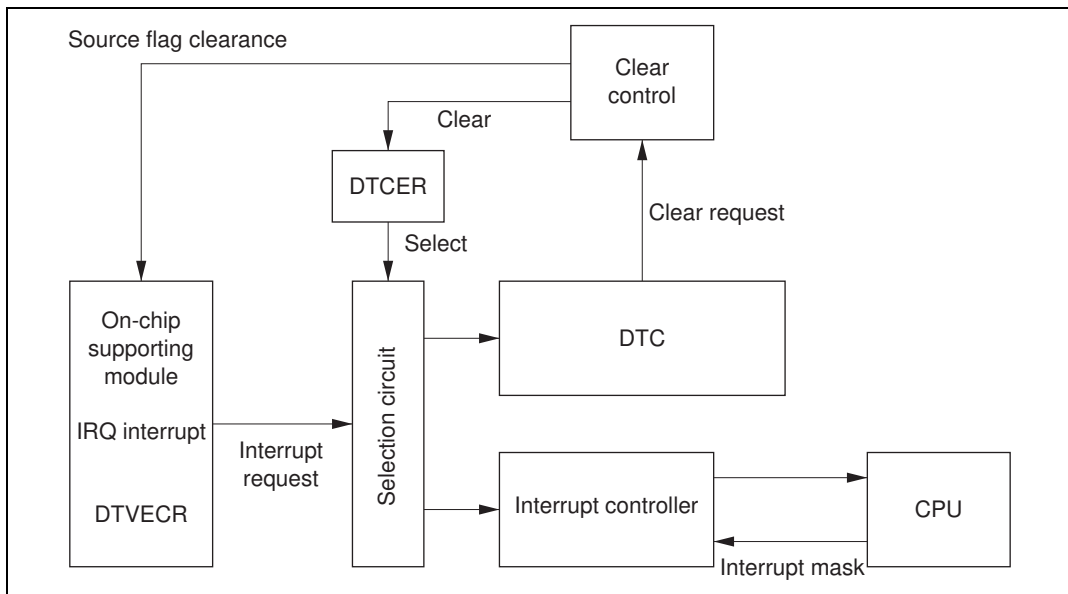 Source flag clearance
Clear
control
Clear
DTCER
Clear request
Select
On-chip
supporting
module
IRQ interrupt
DTVECR
Interrupt
request
Selection circuit
DTC
Interrupt controller
CPU
Interrupt mask